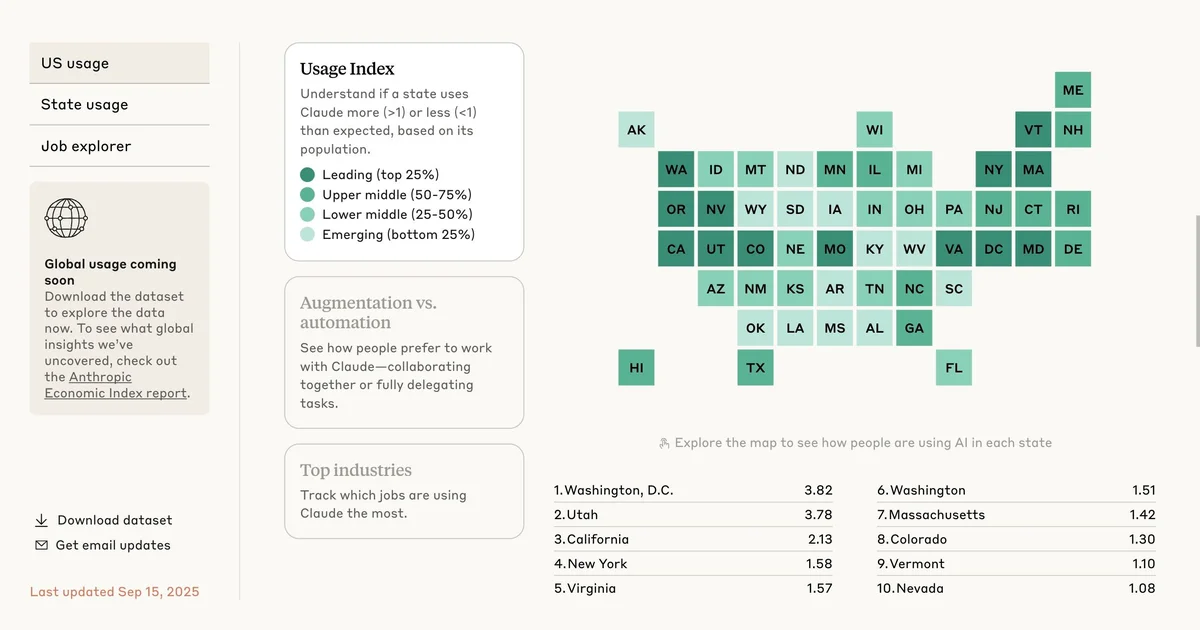 US usage
State usage
Job explorer
Global usage coming
soon
Download the dataset
to explore the data
now. To see what global
insights we've
uncovered, check out
the Anthropic
Economic Index report.
Download dataset
Get email updates
Last updated Sep 15, 2025
Usage Index
Understand if a state uses
Claude more (>1) or less (<1)
than expected, based on its
population.
Leading (top 25%)
Upper middle (50-75%)
Lower middle (25-50%)
Emerging (bottom 25%)
Augmentation vs.
automation
See how people prefer to work
with Claude—collaborating
together or fully delegating
tasks.
Top industries
Track which jobs are using
Claude the most.
ME
AK WI VT NH
WA ID MT ND MN IL MI NY MA
OR NV WY SD IA IN OH PA NJ CT RI
CA UT CO NE MO KY WV VA DC MD DE
AZ NM KS AR TN NC SC
OK LA MS AL GA
HI TX FL
Explore the map to see how people are using AI in each state
1.Washington, D.C. 3.82
2.Utah 3.78
3.California 2.13
4.New York 1.58
5.Virginia 1.57
6.Washington 1.51
7.Massachusetts 1.42
8.Colorado 1.30
9.Vermont 1.10
10.Nevada 1.08